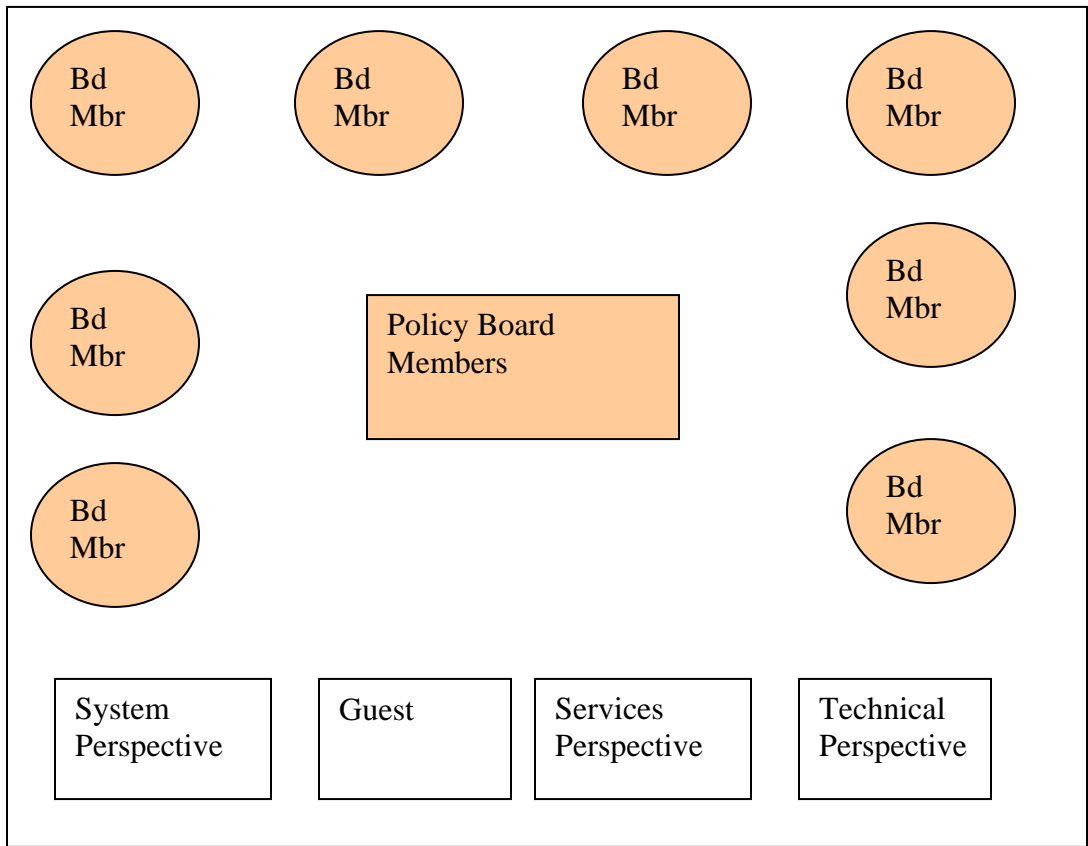 Bd
Mbr
Bd
Mbr
Bd
Mbr
Bd
Mbr
Bd
Mbr
Bd
Mbr
Policy Board
Members
Bd
Mbr
Bd
Mbr
System
Perspective
Guest
Services
Perspective
Technical
Perspective